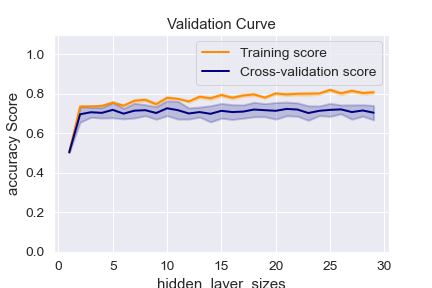 Validation Curve
Training score
Cross-validation score
accuracy Score
1.0
0.8
0.6
0.4
0.2
0.0
0 5 10 15 20 25 30
hidden_layer_sizes